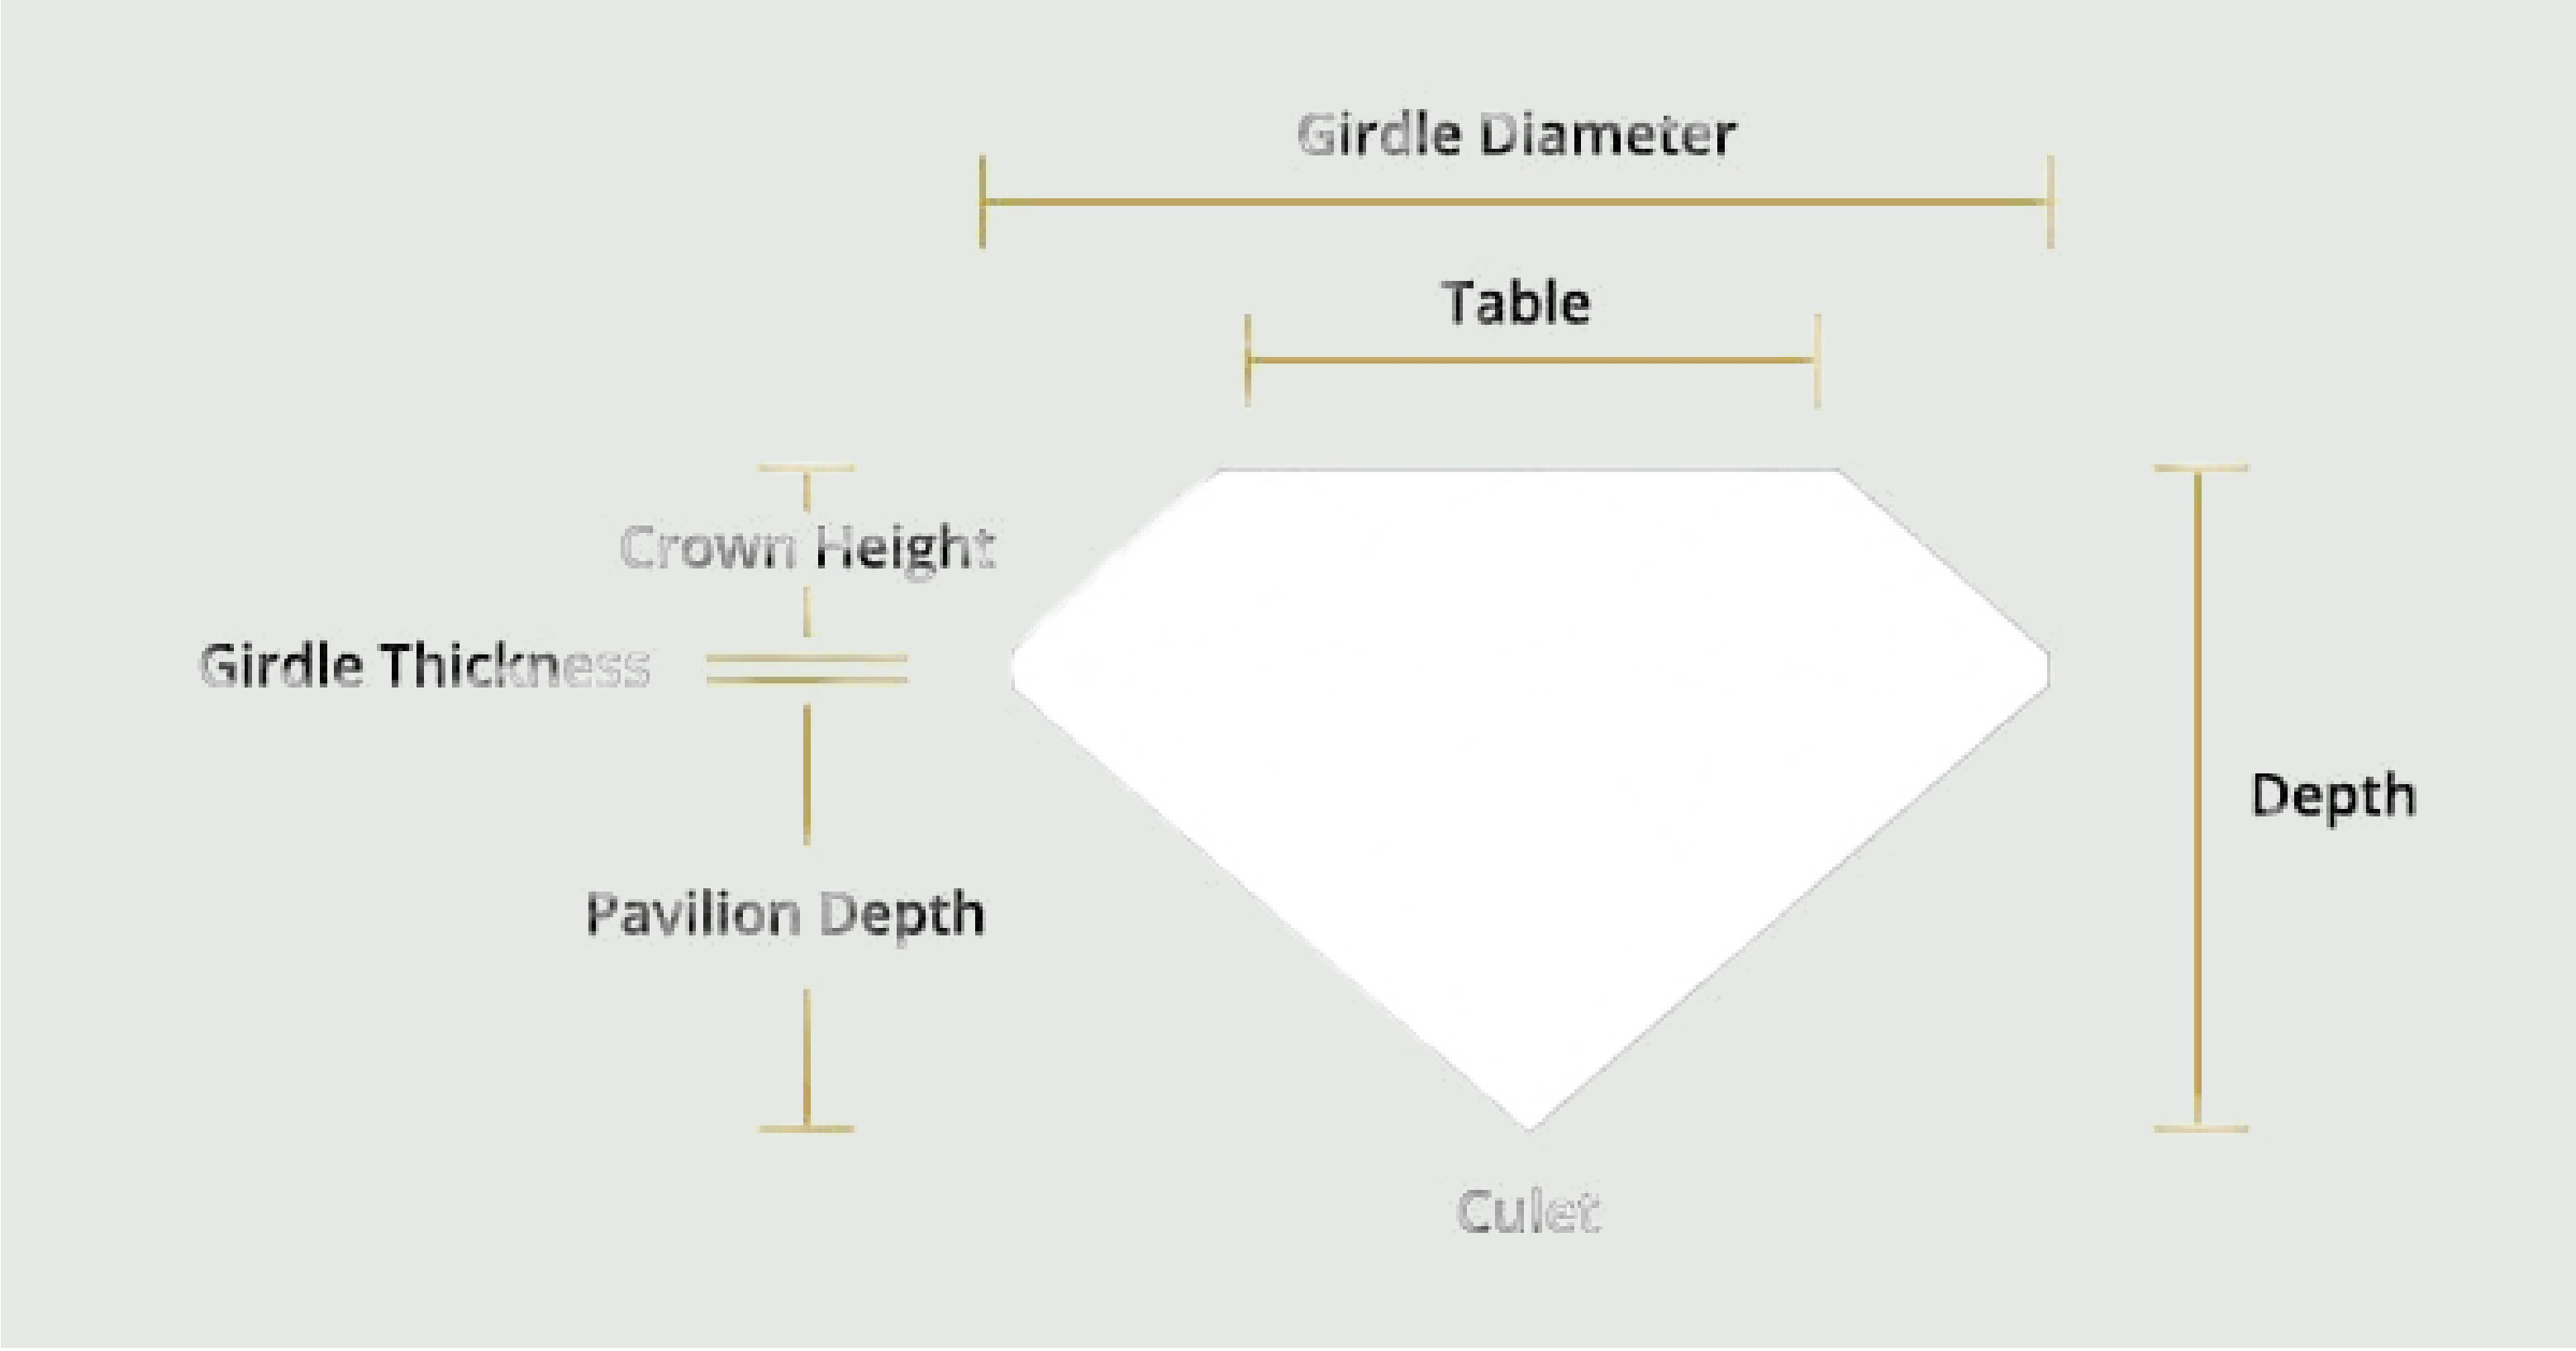 Girdle Diameter
Table
Crown Height
Girdle Thickness
Depth
Pavilion Depth
Culet